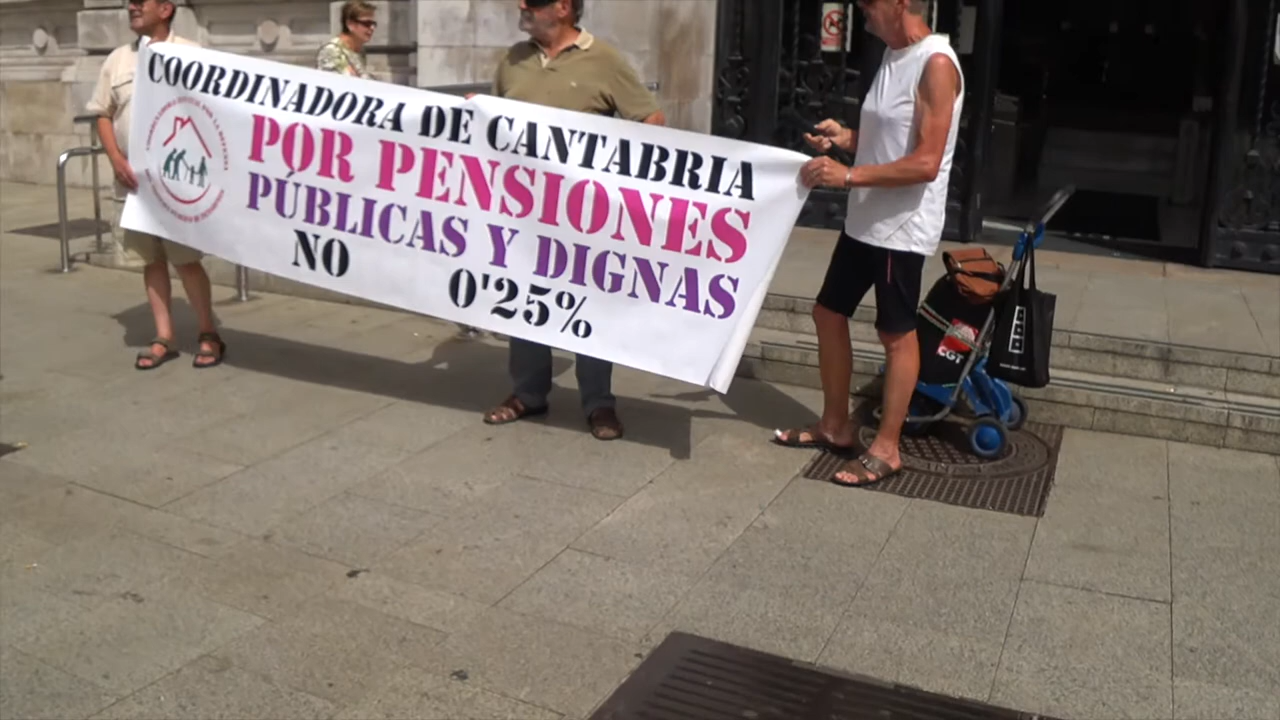 COORDINADORA DE CANTABRIA
POR PENSIONES
PÚBLICAS Y DIGNAS
NO 0'25%
CGT